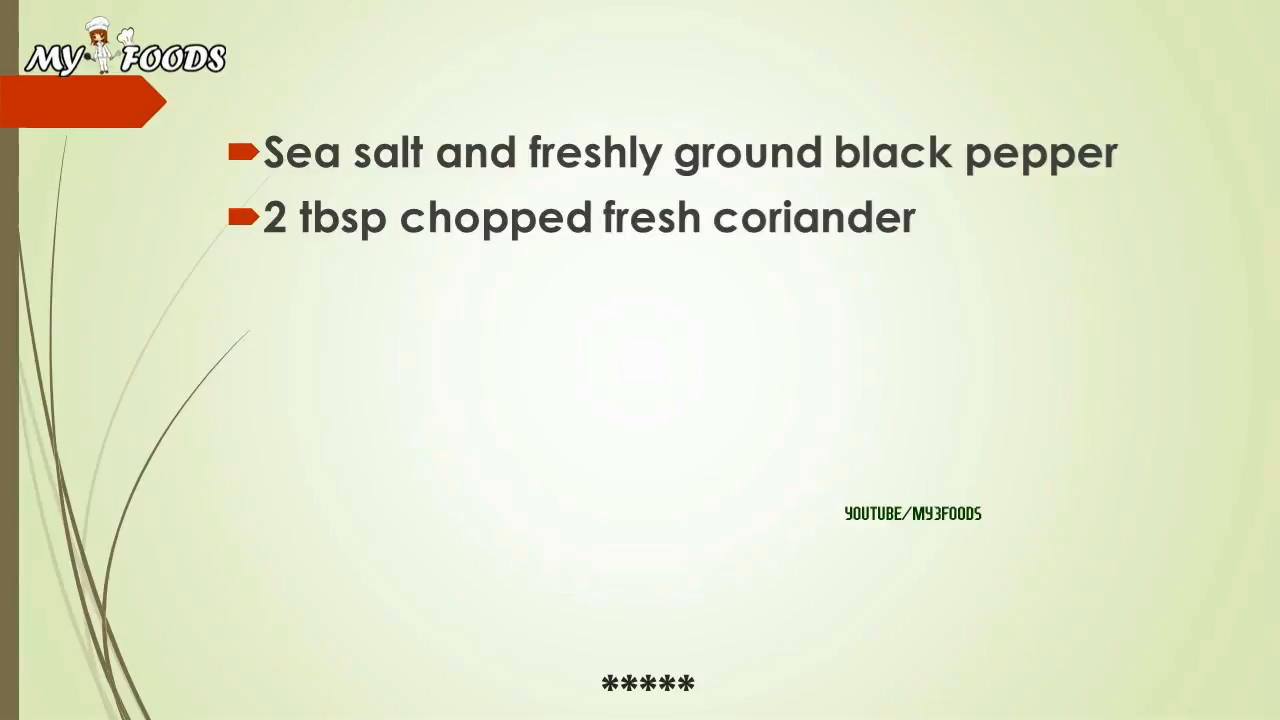 MY FOODS
Sea salt and freshly ground black pepper
2 tbsp chopped fresh coriander
YOUTUBE/MY3FOODS
*****